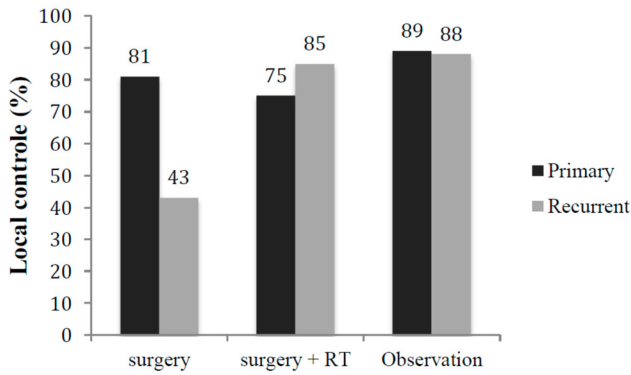 Local controle (%)
100
90
80
70
60
50
40
30
20
10
0
81
43
75
85
89
88
surgery
surgery + RT
Observation
Primary
Recurrent